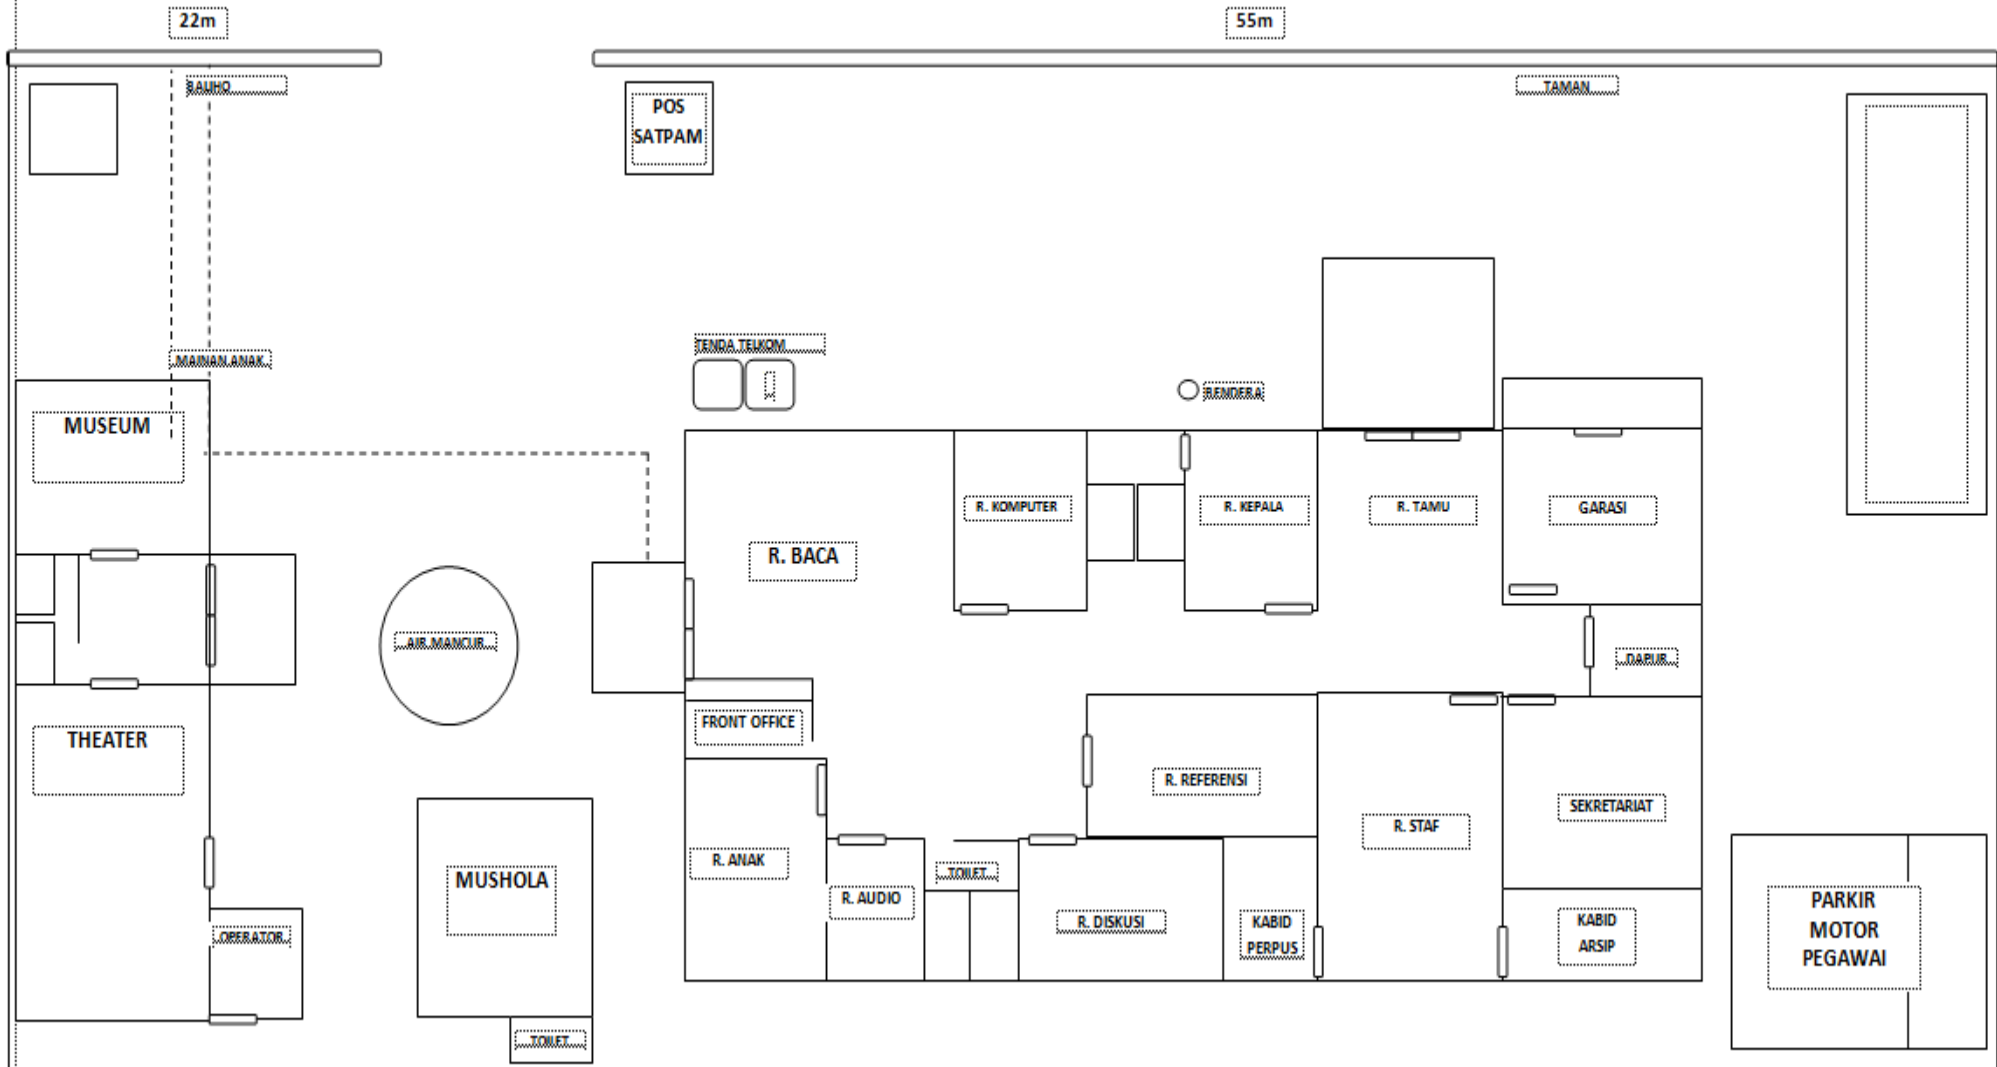 22m
55m
BALIHO
TAMAN
POS
SATPAM
TENDA TELKOM
MAINAN ANAK
BENDERA
MUSEUM
R. KOMPUTER
R. KEPALA
R. TAMU
GARASI
R. BACA
AIR MANCUR
DAPUR
FRONT OFFICE
THEATER
R. REFERENSI
SEKRETARIAT
R. STAF
R. ANAK
TOILET
MUSHOLA
R. AUDIO
R. DISKUSI
KABID
PERPUS
KABID
ARSIP
PARKIR
MOTOR
PEGAWAI
OPERATOR
TOILET